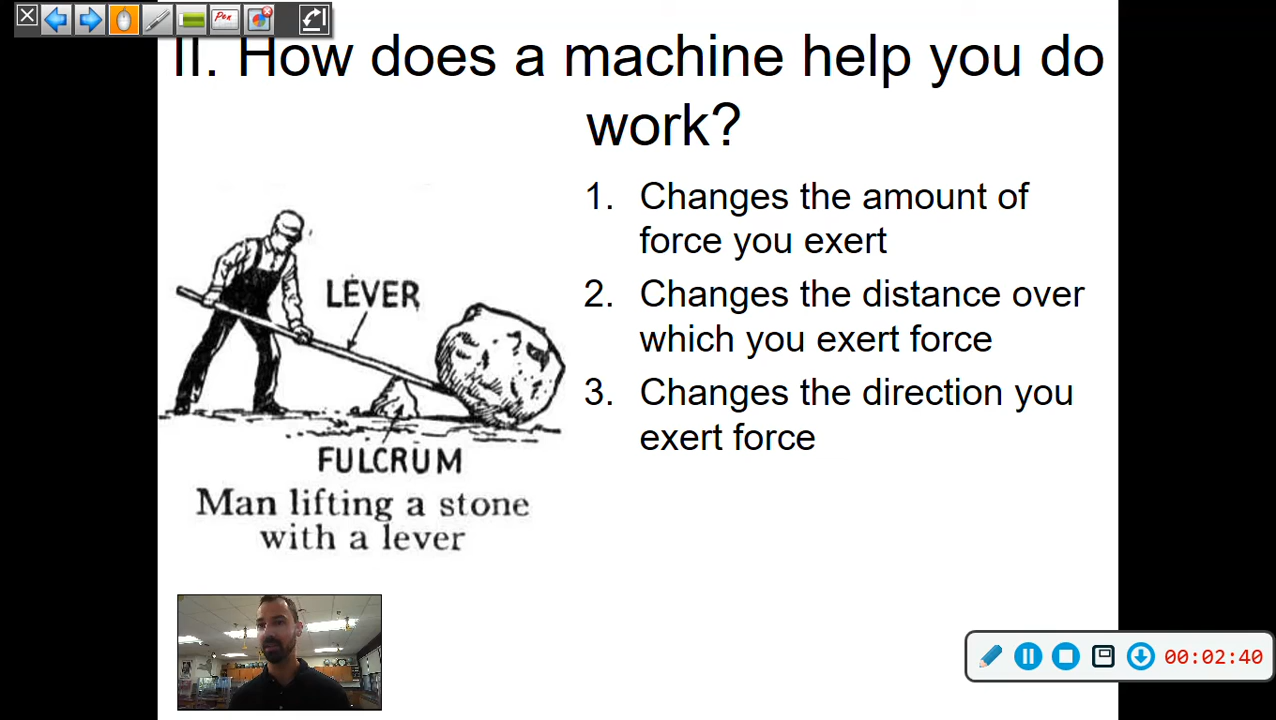 Pen
II. How does a machine help you do
work?
1. Changes the amount of
force you exert
2. Changes the distance over
which you exert force
3. Changes the direction you
exert force
LEVER
FULCRUM
Man lifting a stone
with a lever
00:02:40